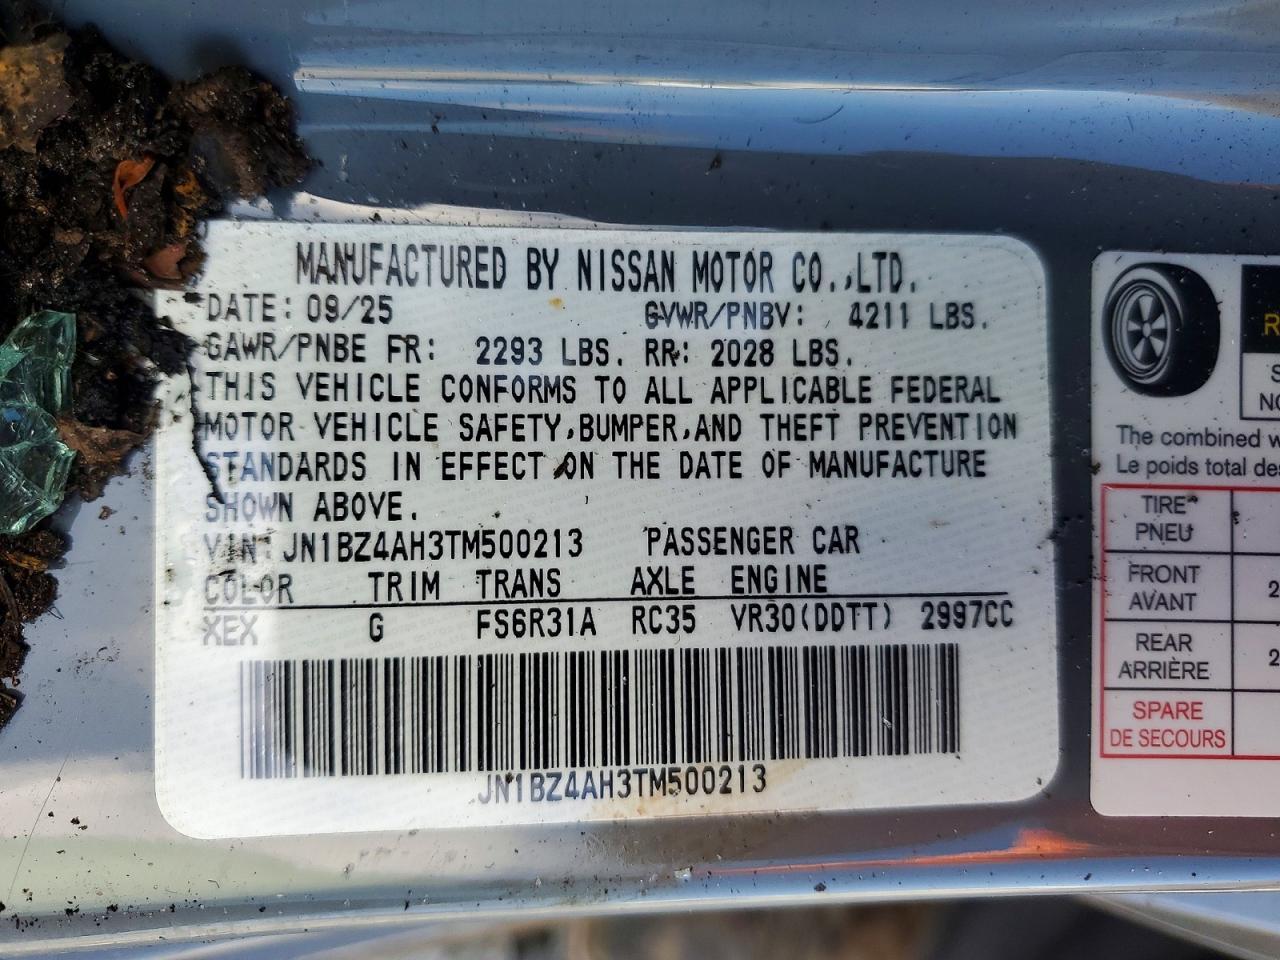 MANUFACTURED BY NISSAN MOTOR CO.,LTD.
DATE: 09/25 GVWR/PNBV: 4211 LBS.
GAWR/PNBE FR: 2293 LBS. RR: 2028 LBS.
THIS VEHICLE CONFORMS TO ALL APPLICABLE FEDERAL
MOTOR VEHICLE SAFETY,BUMPER,AND THEFT PREVENTION
STANDARDS IN EFFECT ON THE DATE OF MANUFACTURE
SHOWN ABOVE.
VIN: JN1BZ4AH3TM500213 PASSENGER CAR
COLOR TRIM TRANS AXLE ENGINE
XEX G FS6R31A RC35 VR30(DDTT) 2997CC
JN1BZ4AH3TM500213
The combined
Le poids total
TIRE
PNEU
FRONT
AVANT
REAR
ARRIÈRE
SPARE
DE SECOURS